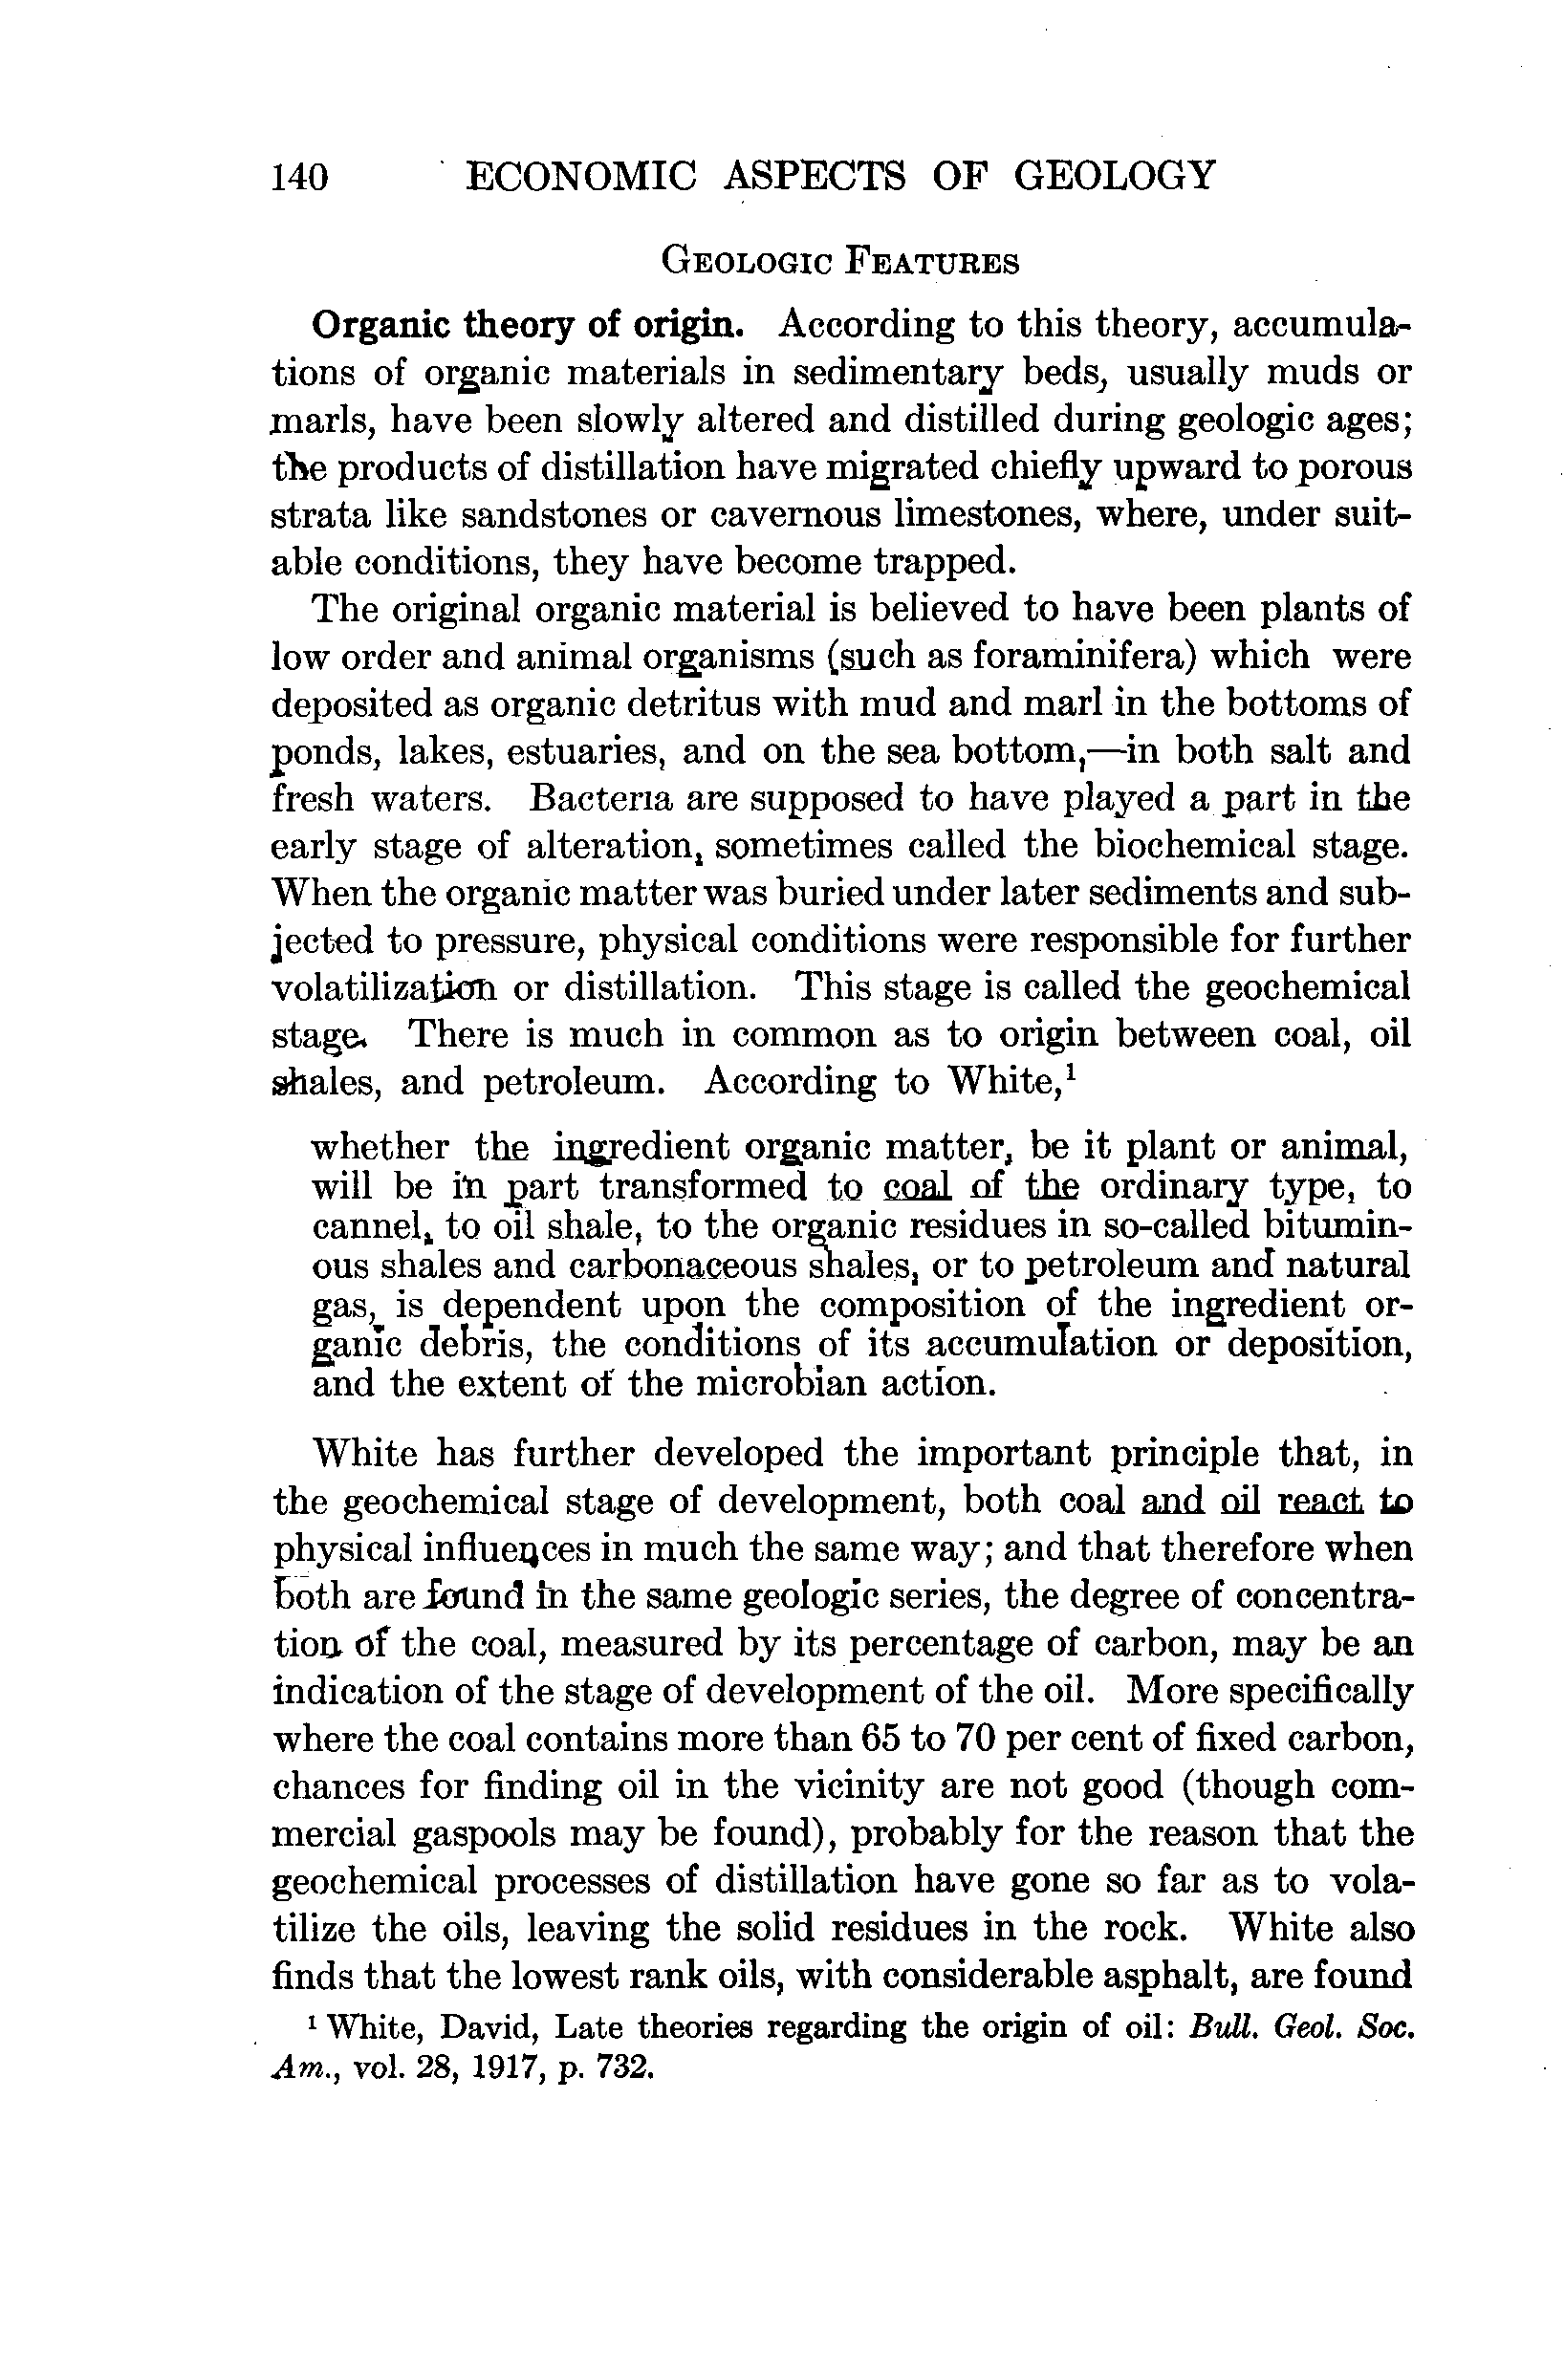 140 ECONOMIC ASPECTS OF GEOLOGY
GEOLOGIC FEATURES
Organic theory of origin. According to this theory, accumula-
tions of organic materials in sedimentary beds, usually muds or
marls, have been slowly altered and distilled during geologic ages;
the products of distillation have migrated chiefly upward to porous
strata like sandstones or cavernous limestones, where, under suit-
able conditions, they have become trapped.
The original organic material is believed to have been plants of
low order and animal organisms (such as foraminifera) which were
deposited as organic detritus with mud and marl in the bottoms of
ponds, lakes, estuaries, and on the sea bottom,—in both salt and
fresh waters. Bacteria are supposed to have played a part in the
early stage of alteration, sometimes called the biochemical stage.
When the organic matter was buried under later sediments and sub-
jected to pressure, physical conditions were responsible for further
volatilization or distillation. This stage is called the geochemical
stage. There is much in common as to origin between coal, oil
shales, and petroleum. According to White,¹
whether the ingredient organic matter, be it plant or animal,
will be in part transformed to coal of the ordinary type, to
cannel, to oil shale, to the organic residues in so-called bitumin-
ous shales and carbonaceous shales, or to petroleum and natural
gas, is dependent upon the composition of the ingredient or-
ganic debris, the conditions of its accumulation or deposition,
and the extent of the microbian action.
White has further developed the important principle that, in
the geochemical stage of development, both coal and oil react to
physical influences in much the same way; and that therefore when
both are found in the same geologic series, the degree of concentra-
tion of the coal, measured by its percentage of carbon, may be an
indication of the stage of development of the oil. More specifically
where the coal contains more than 65 to 70 per cent of fixed carbon,
chances for finding oil in the vicinity are not good (though com-
mercial gaspools may be found), probably for the reason that the
geochemical processes of distillation have gone so far as to vola-
tilize the oils, leaving the solid residues in the rock. White also
finds that the lowest rank oils, with considerable asphalt, are found
¹ White, David, Late theories regarding the origin of oil: Bull. Geol. Soc.
Am., vol. 28, 1917, p. 732.